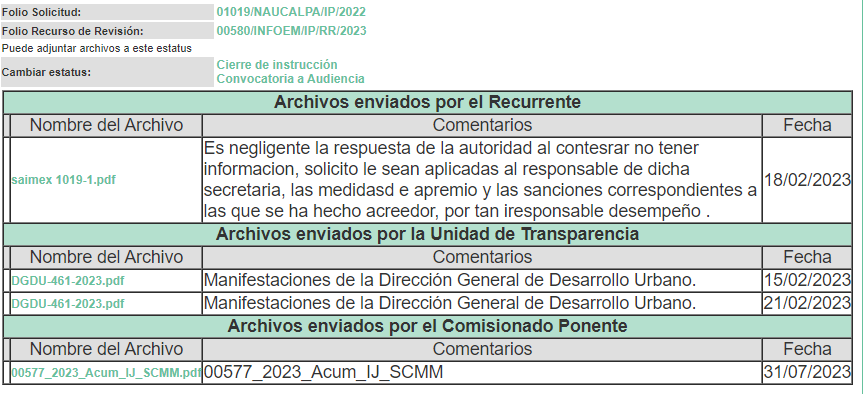 Folio Solicitud: 01019/NAUCALPA/IP/2022
Folio Recurso de Revisión: 00580/INFOEM/IP/RR/2023
Puede adjuntar archivos a este estatus
Cambiar estatus: Cierre de instrucción
Convocatoria a Audiencia
Archivos enviados por el Recurrente
Nombre del Archivo Comentarios Fecha
Es negligente la respuesta de la autoridad al contesrar no tener
informacion, solicito le sean aplicadas al responsable de dicha
saimex 1019-1.pdf 18/02/2023
secretaria, las medidasd e apremio y las sanciones correspondientes a
las que se ha hecho acreedor, por tan iresponsable desempeño .
Archivos enviados por la Unidad de Transparencia
Nombre del Archivo Comentarios Fecha
DGDU-461-2023.pdf Manifestaciones de la Dirección General de Desarrollo Urbano. 15/02/2023
DGDU-461-2023.pdf Manifestaciones de la Dirección General de Desarrollo Urbano. 21/02/2023
Archivos enviados por el Comisionado Ponente
Nombre del Archivo Comentarios Fecha
00577_2023_Acum_IJ_SCMM.pdf 00577_2023_Acum_IJ_SCMM 31/07/2023